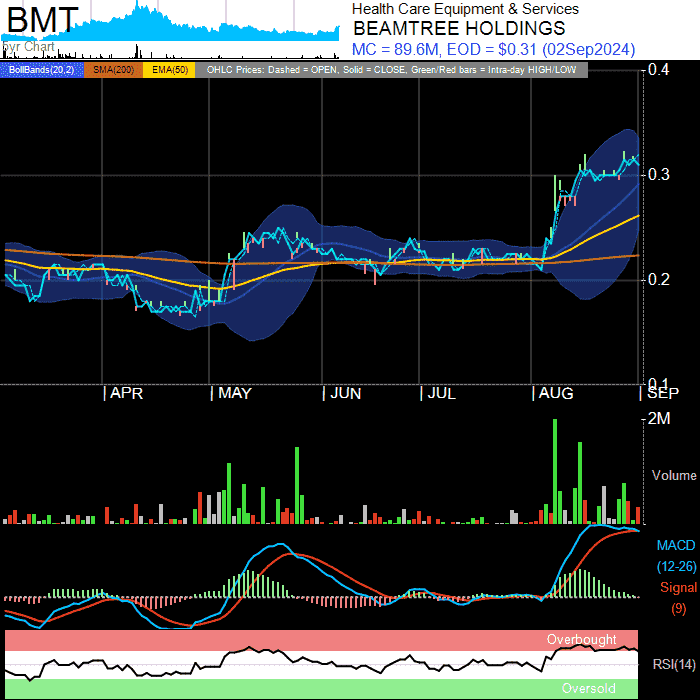 BMT
byr Chart
Health Care Equipment & Services
BEAMTREE HOLDINGS
MC = 89.6M, EOD = $0.31 (02Sep2024)
BollBands(20,2) SMA(200) EMA(50) OHLC Prices: Dashed = OPEN, Solid = CLOSE, Green/Red bars = Intra-day HIGH/LOW
0.4
0.3
0.2
0.1
APR MAY JUN JUL AUG SEP
2M
Volume
MACD
(12-26)
Signal
(9)
Overbought
RSI(14)
Oversold